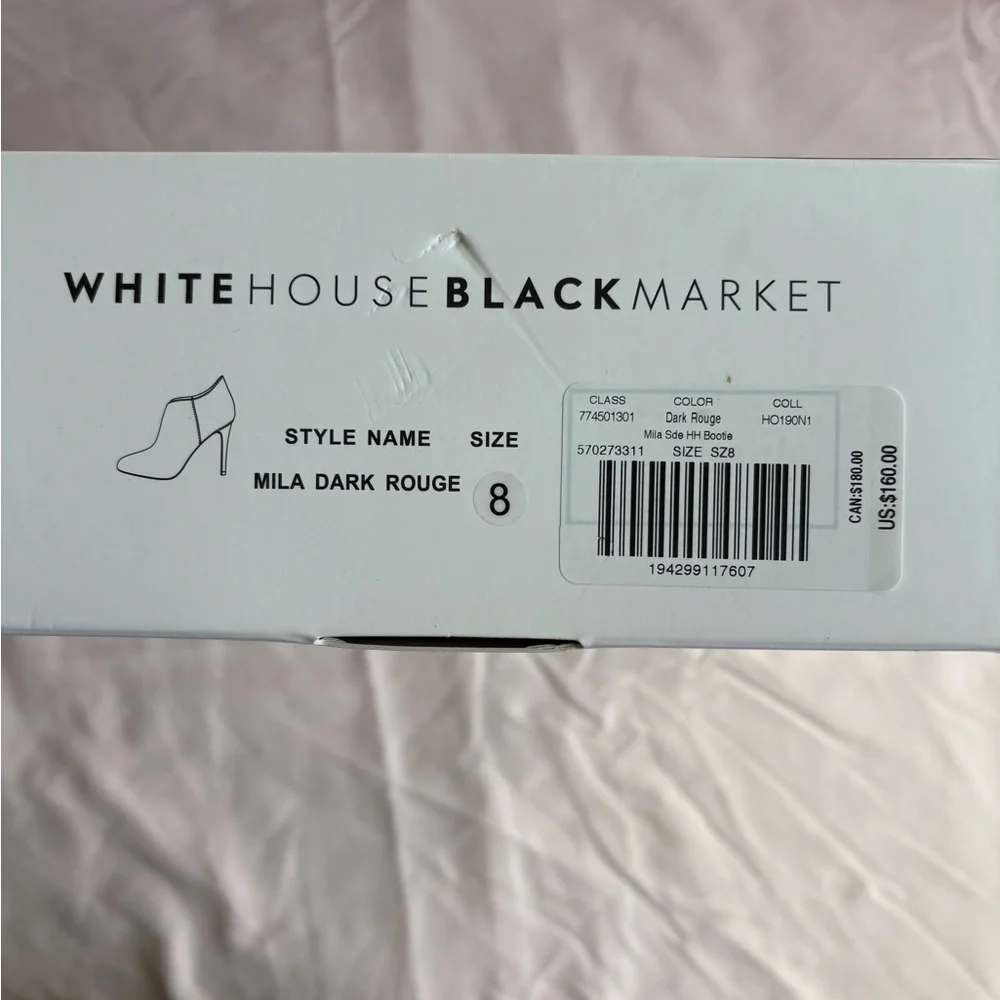 WHITEHOUSEBLACKMARKET
STYLE NAME SIZE
MILA DARK ROUGE 8
CLASS COLOR COLL
774501301 Dark Rouge HO190N1
Mila Sde HH Bootie
570273311 SIZE SZ8
194299117607
CAN:$180.00
US:$160.00